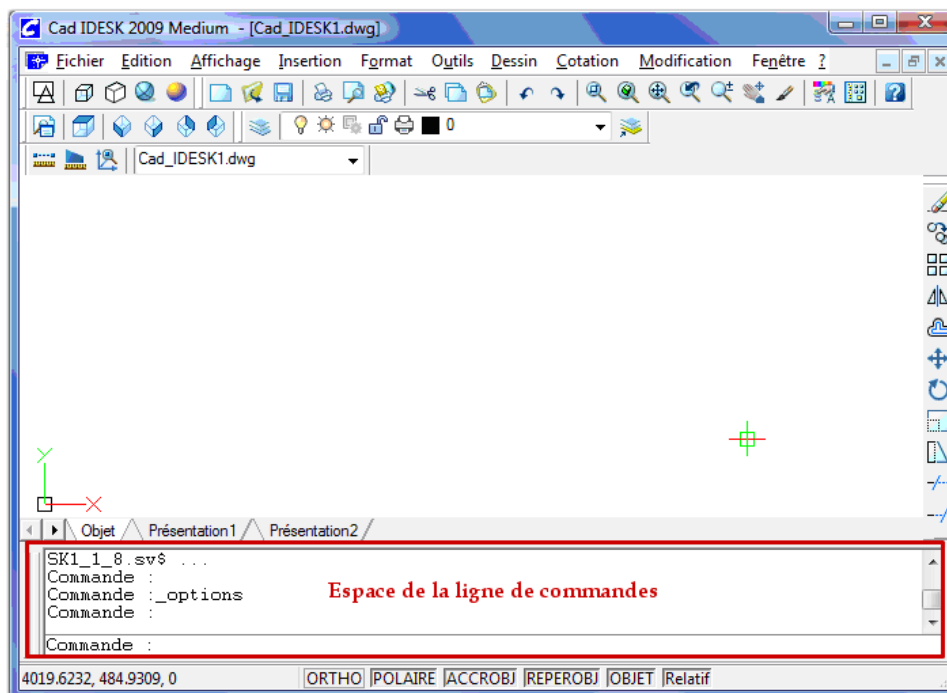 Cad IDESK 2009 Medium - [Cad_IDESK1.dwg]
Fichier Edition Affichage Insertion Format Outils Dessin Cotation Modification Fenêtre ?
0
Cad_IDESK1.dwg
Y
X
Objet Présentation1 Présentation2
SK1_1_8.sv$ ...
Commande :
Commande :_options
Commande :
Espace de la ligne de commandes
Commande :
4019.6232, 484.9309, 0 ORTHO POLAIRE ACCROBJ REPEROBJ OBJET Relatif